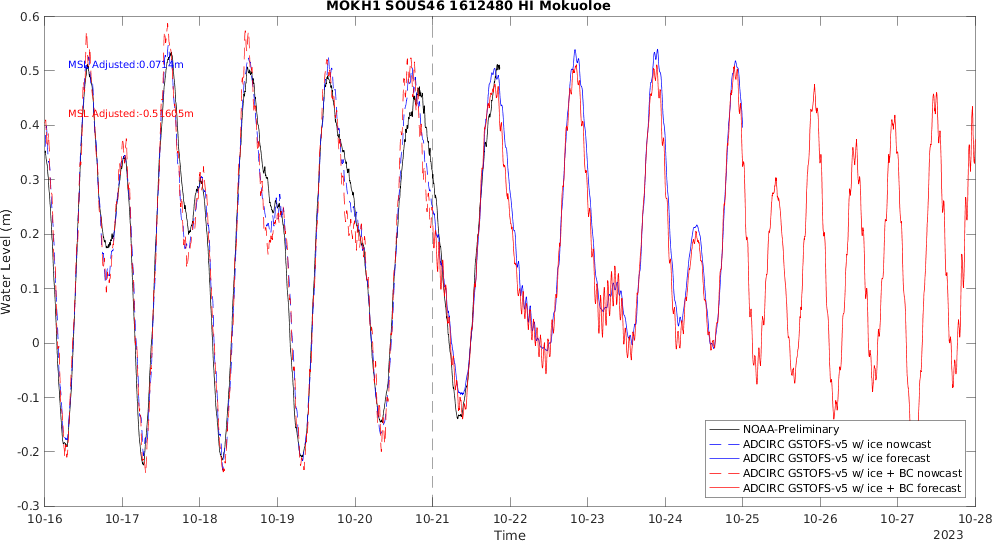 MOKH1 SOUS46 1612480 HI Mokuoloe
0.6
0.5
0.4
0.3
0.2
0.1
0
-0.1
-0.2
-0.3
Water Level (m)
MSL Adjusted:0.0714m
MSL Adjusted:-0.51605m
NOAA-Preliminary
ADCIRC GSTOFS-v5 w/ ice nowcast
ADCIRC GSTOFS-v5 w/ ice forecast
ADCIRC GSTOFS-v5 w/ ice + BC nowcast
ADCIRC GSTOFS-v5 w/ ice + BC forecast
10-16 10-17 10-18 10-19 10-20 10-21 10-22 10-23 10-24 10-25 10-26 10-27 10-28
Time
2023